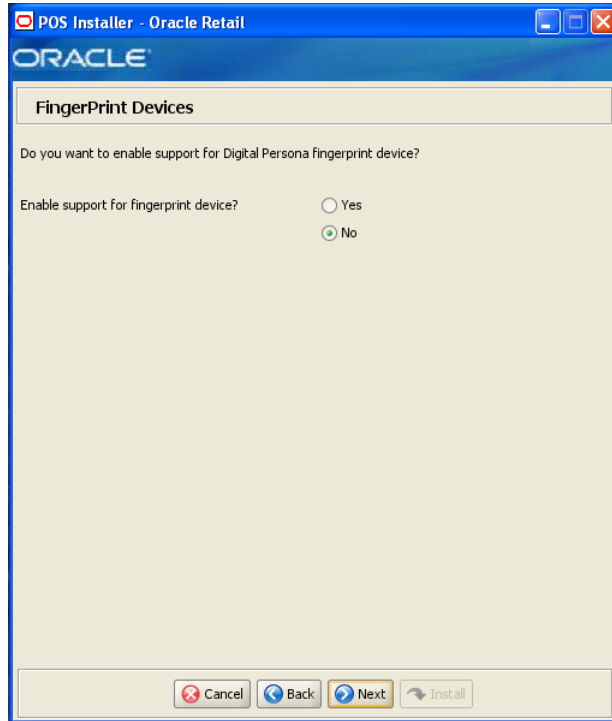 POS Installer - Oracle Retail
ORACLE
FingerPrint Devices
Do you want to enable support for Digital Persona fingerprint device?
Enable support for fingerprint device? Yes
No
Cancel Back Next Install